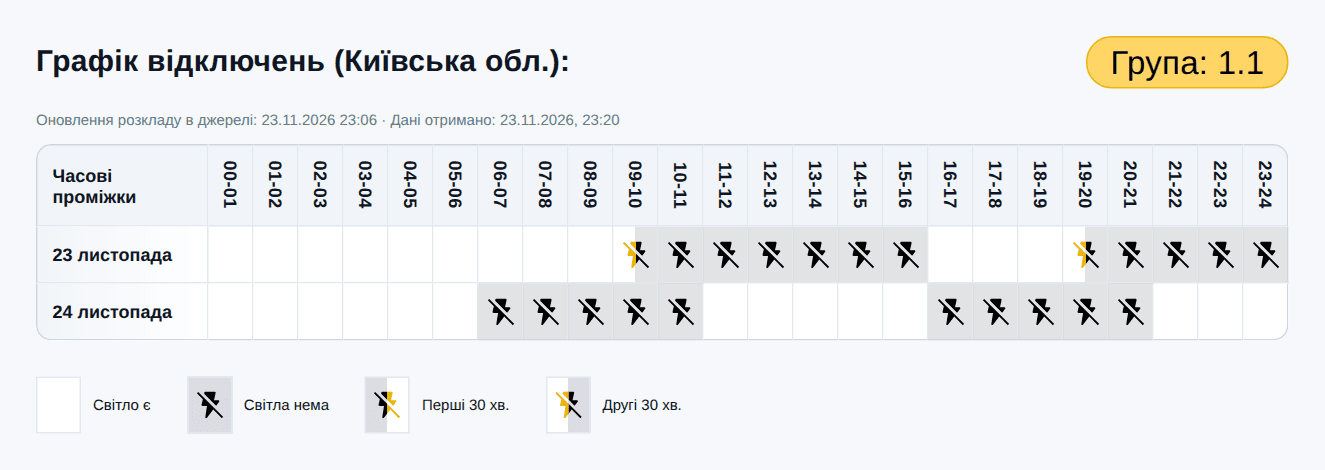 Графік відключень (Київська обл.):
Група: 1.1
Оновлення розкладу в джерелі: 23.11.2026 23:06 · Дані отримано: 23.11.2026, 23:20
Часові
проміжки
00-01
01-02
02-03
03-04
04-05
05-06
06-07
07-08
08-09
09-10
10-11
11-12
12-13
13-14
14-15
15-16
16-17
17-18
18-19
19-20
20-21
21-22
22-23
23-24
23 листопада
24 листопада
Світло є
Світла нема
Перші 30 хв.
Другі 30 хв.